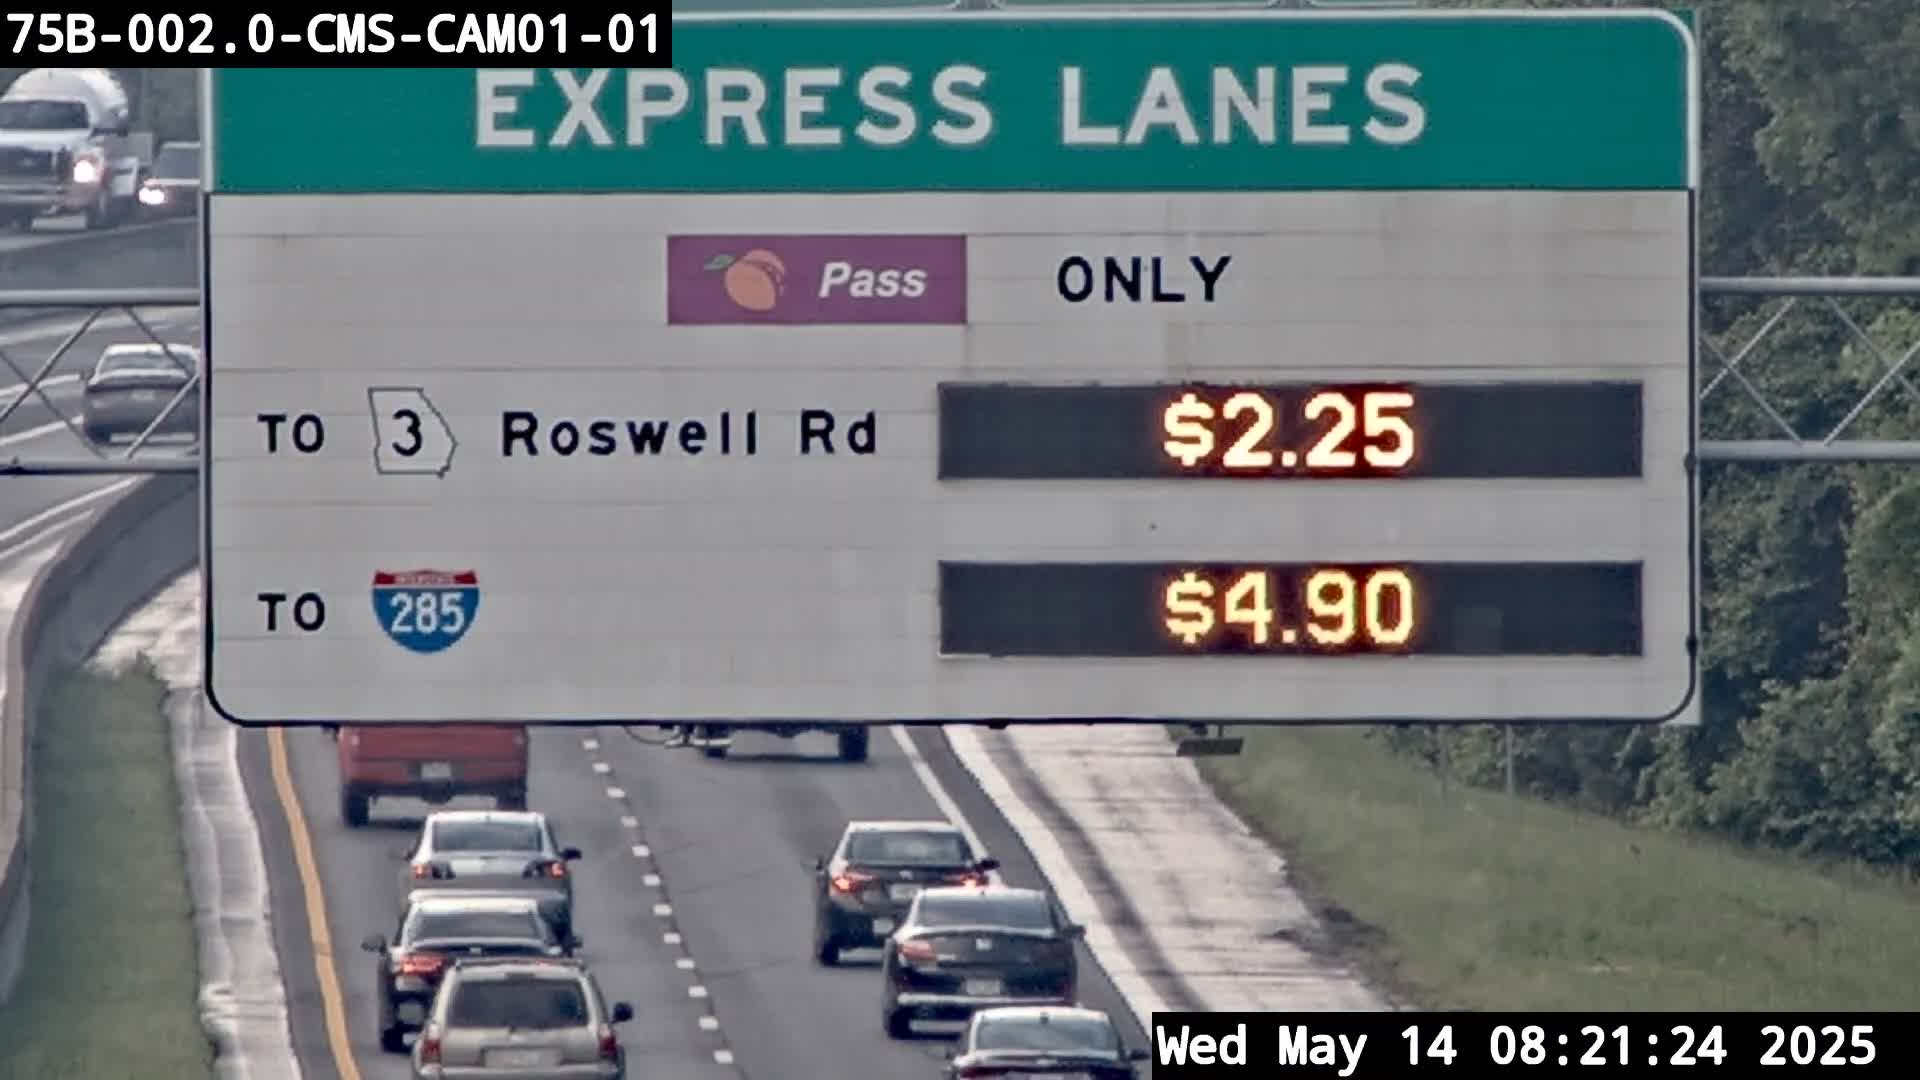 75B-002.0-CMS-CAM01-01
EXPRESS LANES
Pass ONLY
TO 3 Roswell Rd $2.25
TO 285 $4.90
Wed May 14 08:21:24 2025